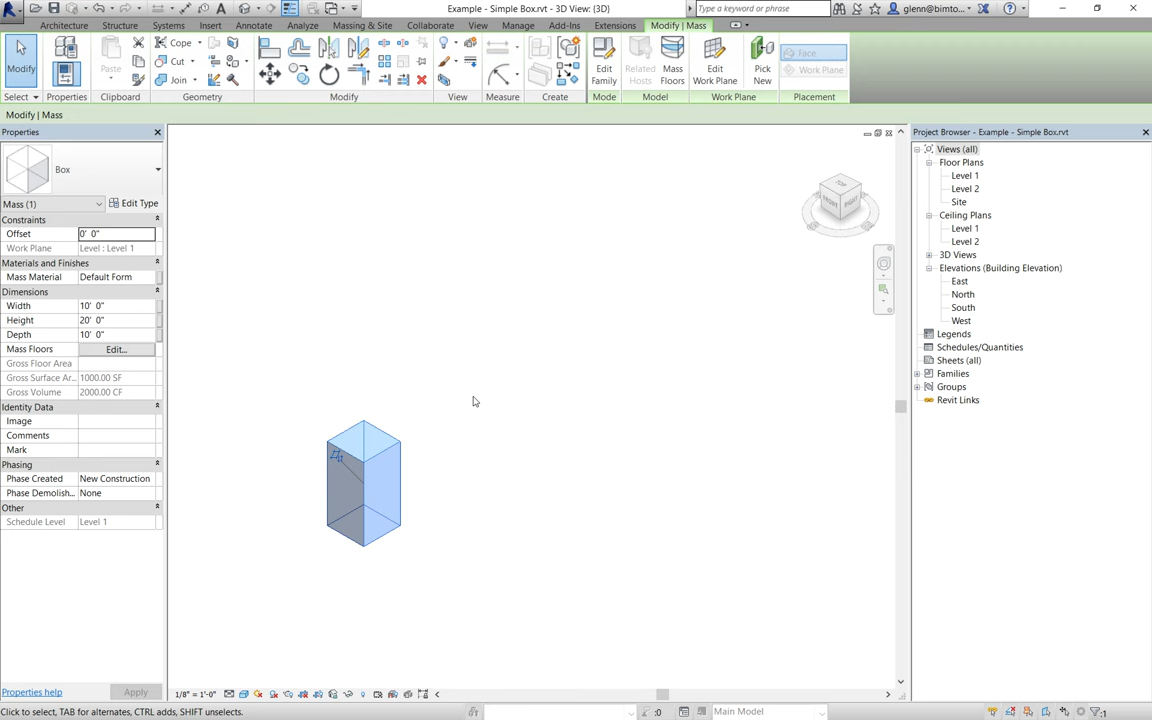 Example - Simple Box.rvt - 3D View: {3D}
Type a keyword or phrase
glenn@bimto...
Architecture Structure Systems Insert Annotate Analyze Massing & Site Collaborate View Manage Add-Ins Extensions Modify | Mass
Modify
Paste
Cope
Cut
Join
Edit Family
Related Hosts
Mass Floors
Edit Work Plane
Pick New
Face
Work Plane
Select Properties Clipboard Geometry Modify View Measure Create Mode Model Work Plane Placement
Modify | Mass
Properties
Box
Mass (1)
Edit Type
Constraints
Offset 0' 0"
Work Plane Level : Level 1
Materials and Finishes
Mass Material Default Form
Dimensions
Width 10' 0"
Height 20' 0"
Depth 10' 0"
Mass Floors Edit...
Gross Floor Area
Gross Surface Ar... 1000.00 SF
Gross Volume 2000.00 CF
Identity Data
Image
Comments
Mark
Phasing
Phase Created New Construction
Phase Demolish... None
Other
Schedule Level Level 1
Properties help
Apply
TOP
FRONT
RIGHT
1/8" = 1'-0"
Project Browser - Example - Simple Box.rvt
Views (all)
Floor Plans
Level 1
Level 2
Site
Ceiling Plans
Level 1
Level 2
3D Views
Elevations (Building Elevation)
East
North
South
West
Legends
Schedules/Quantities
Sheets (all)
Families
Groups
Revit Links
Click to select, TAB for alternates, CTRL adds, SHIFT unselects.
:0
Main Model
:1